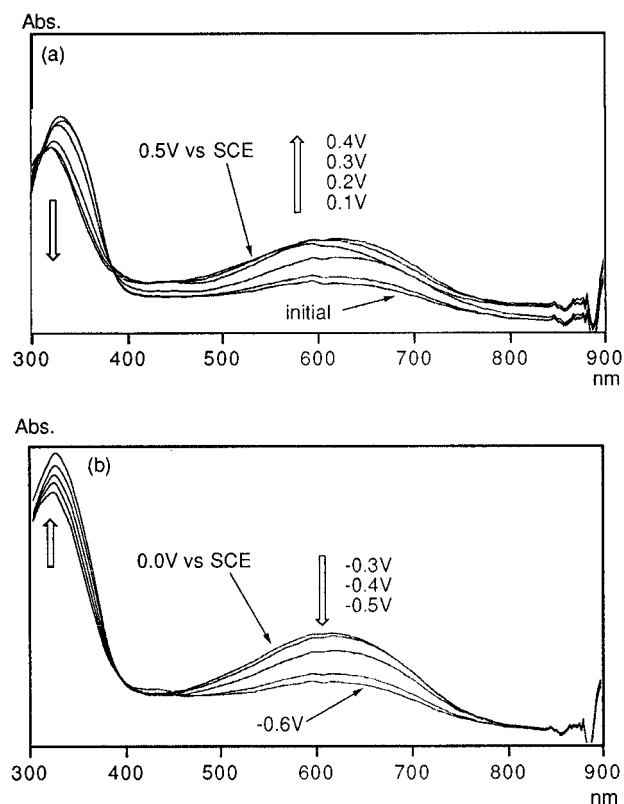 Abs.
(a)
0.5V vs SCE
0.4V
0.3V
0.2V
0.1V
initial
300 400 500 600 700 800 900
nm
Abs.
(b)
0.0V vs SCE
-0.3V
-0.4V
-0.5V
-0.6V
300 400 500 600 700 800 900
nm